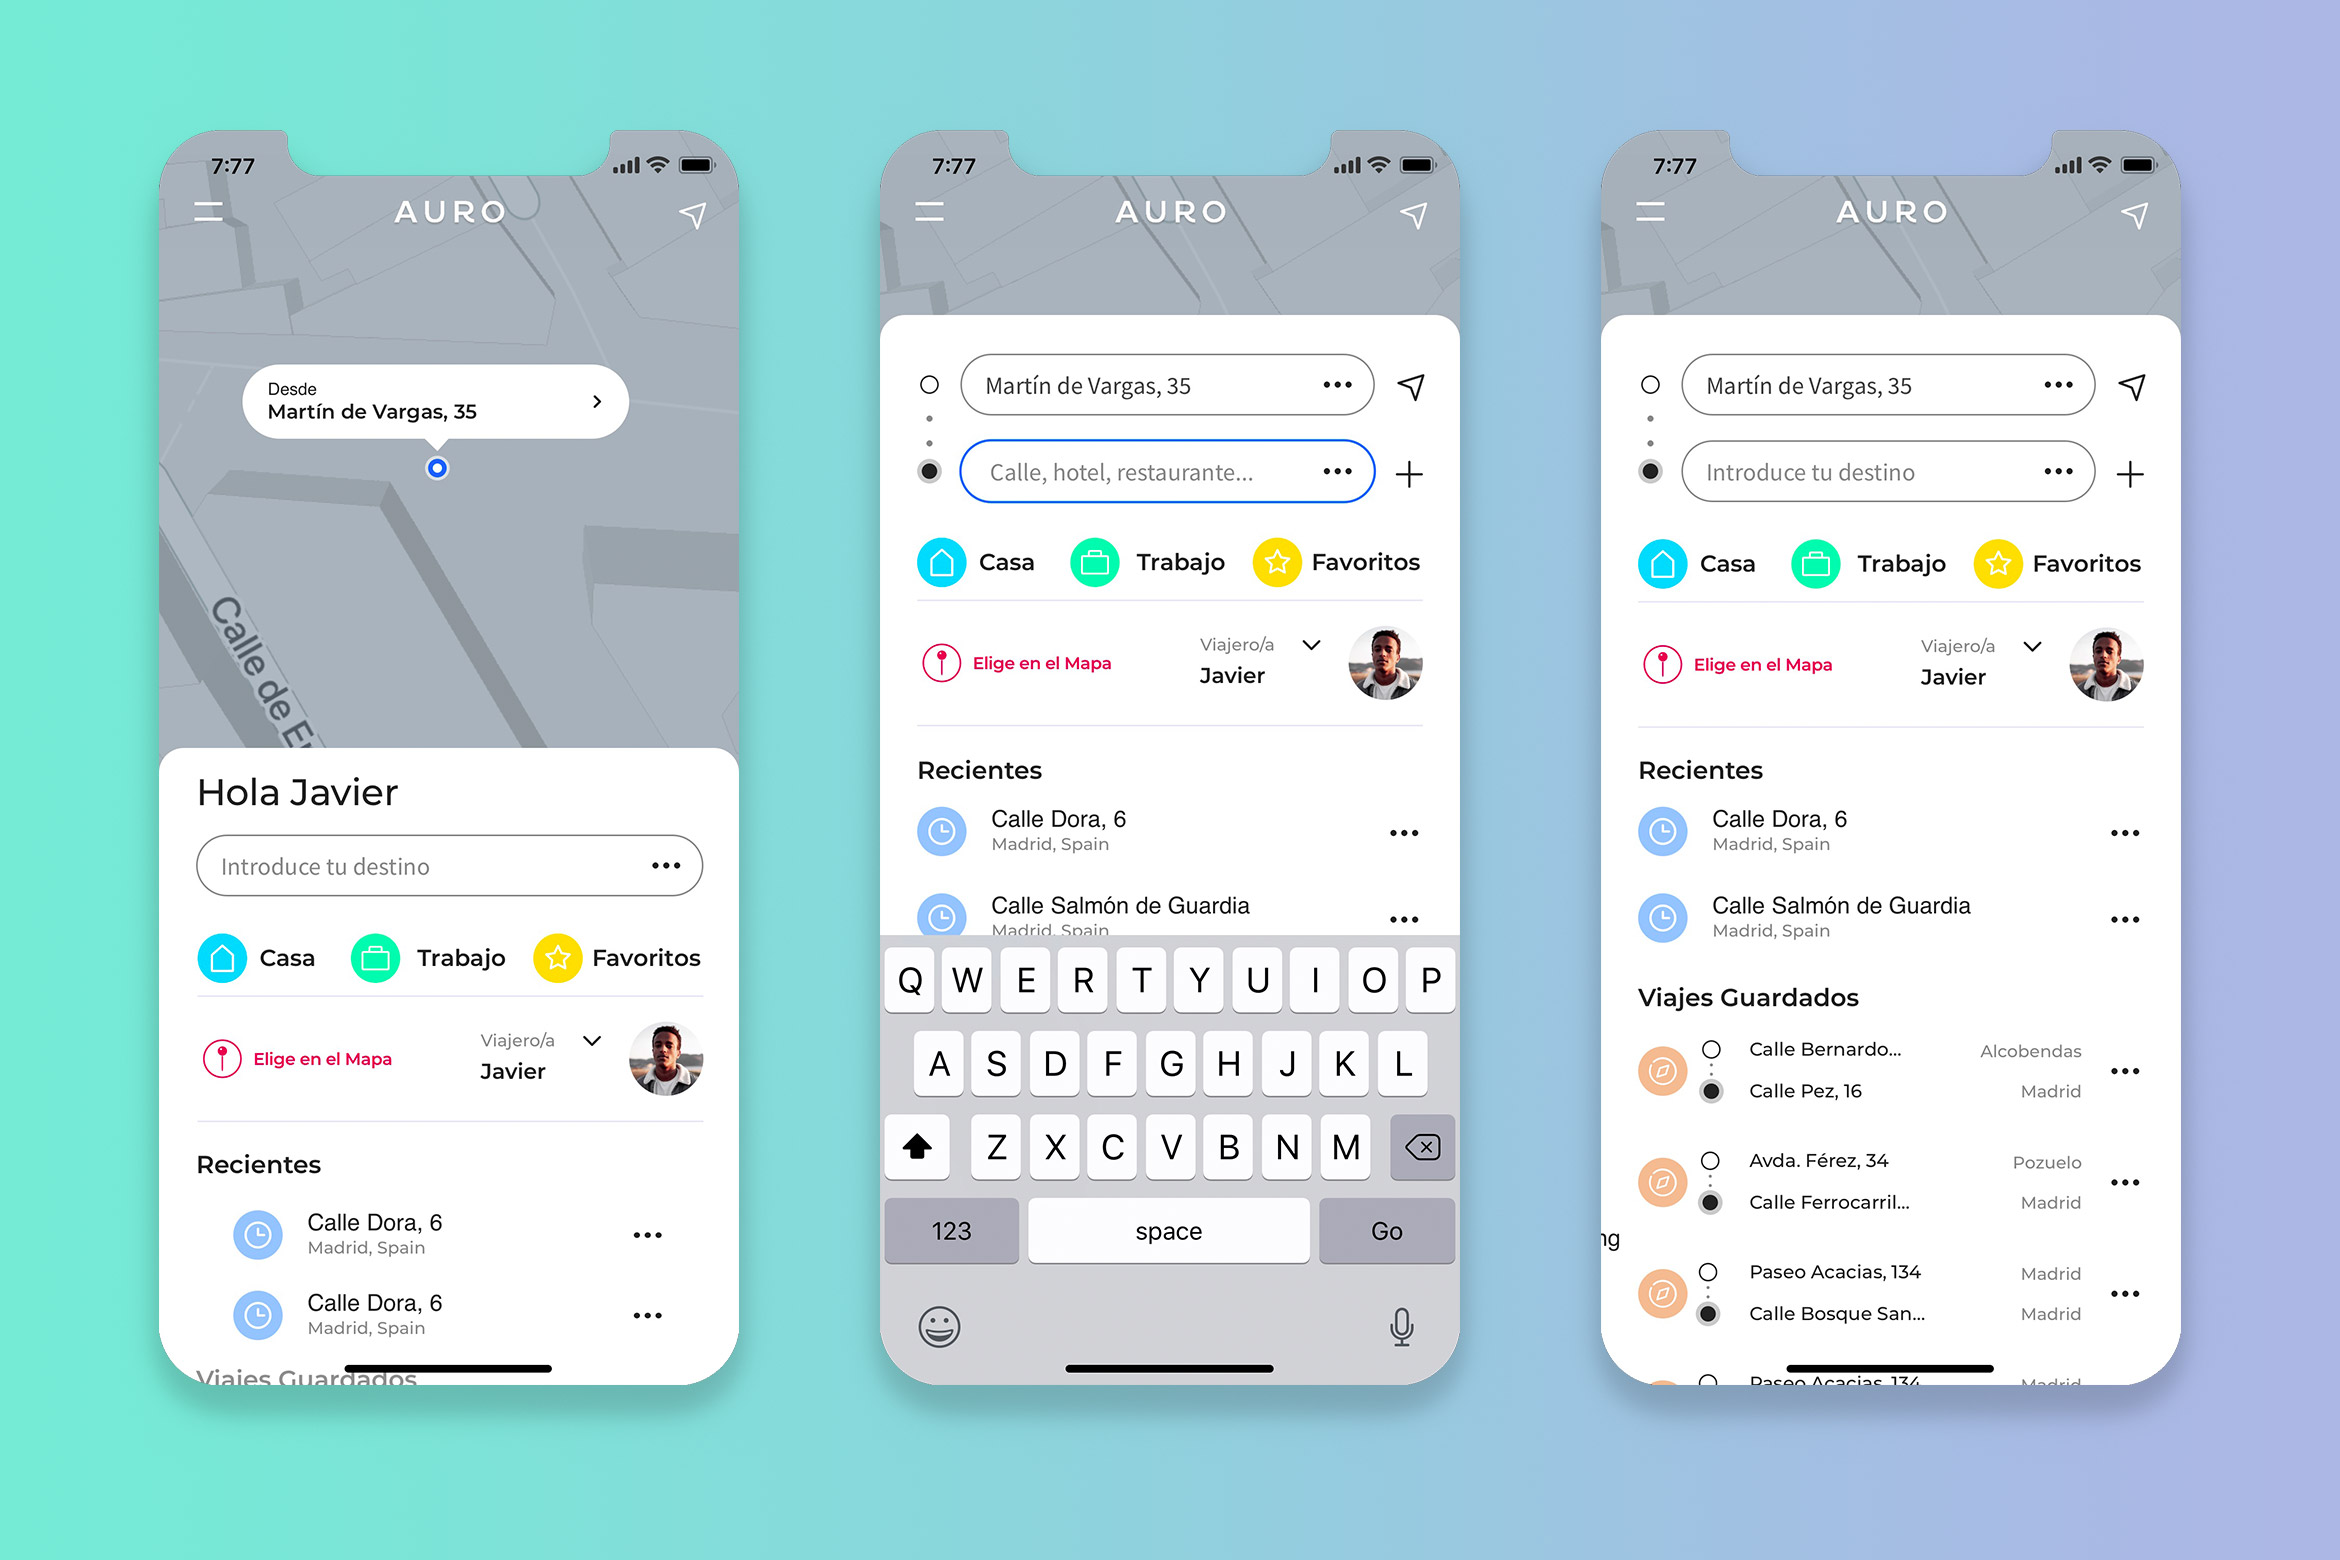 7:77
AURO
Desde
Martín de Vargas, 35
Calle de
Hola Javier
Introduce tu destino
Casa
Trabajo
Favoritos
Elige en el Mapa
Viajero/a
Javier
Recientes
Calle Dora, 6
Madrid, Spain
Calle Dora, 6
Madrid, Spain
Viajes Guardados
7:77
AURO
Martín de Vargas, 35
Calle, hotel, restaurante...
Casa
Trabajo
Favoritos
Elige en el Mapa
Viajero/a
Javier
Recientes
Calle Dora, 6
Madrid, Spain
Calle Salmón de Guardia
Madrid, Spain
Q W E R T Y U I O P
A S D F G H J K L
Z X C V B N M
123 space Go
7:77
AURO
Martín de Vargas, 35
Introduce tu destino
Casa
Trabajo
Favoritos
Elige en el Mapa
Viajero/a
Javier
Recientes
Calle Dora, 6
Madrid, Spain
Calle Salmón de Guardia
Madrid, Spain
Viajes Guardados
Calle Bernardo... Alcobendas
Calle Pez, 16 Madrid
Avda. Férez, 34 Pozuelo
Calle Ferrocarril... Madrid
ng
Paseo Acacias, 134 Madrid
Calle Bosque San... Madrid
Paseo Acacias, 134 Madrid